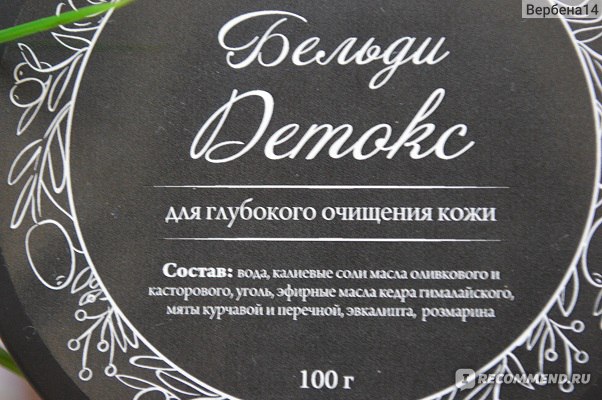 Вербена14
Бельди
Детокс
для глубокого очищения кожи
Состав: вода, калиевые соли масла оливкового и
касторового, уголь, эфирные масла кедра гималайского,
мяты курчавой и перечной, эвкалипта, розмарина
100 г
RECOMMEND.RU